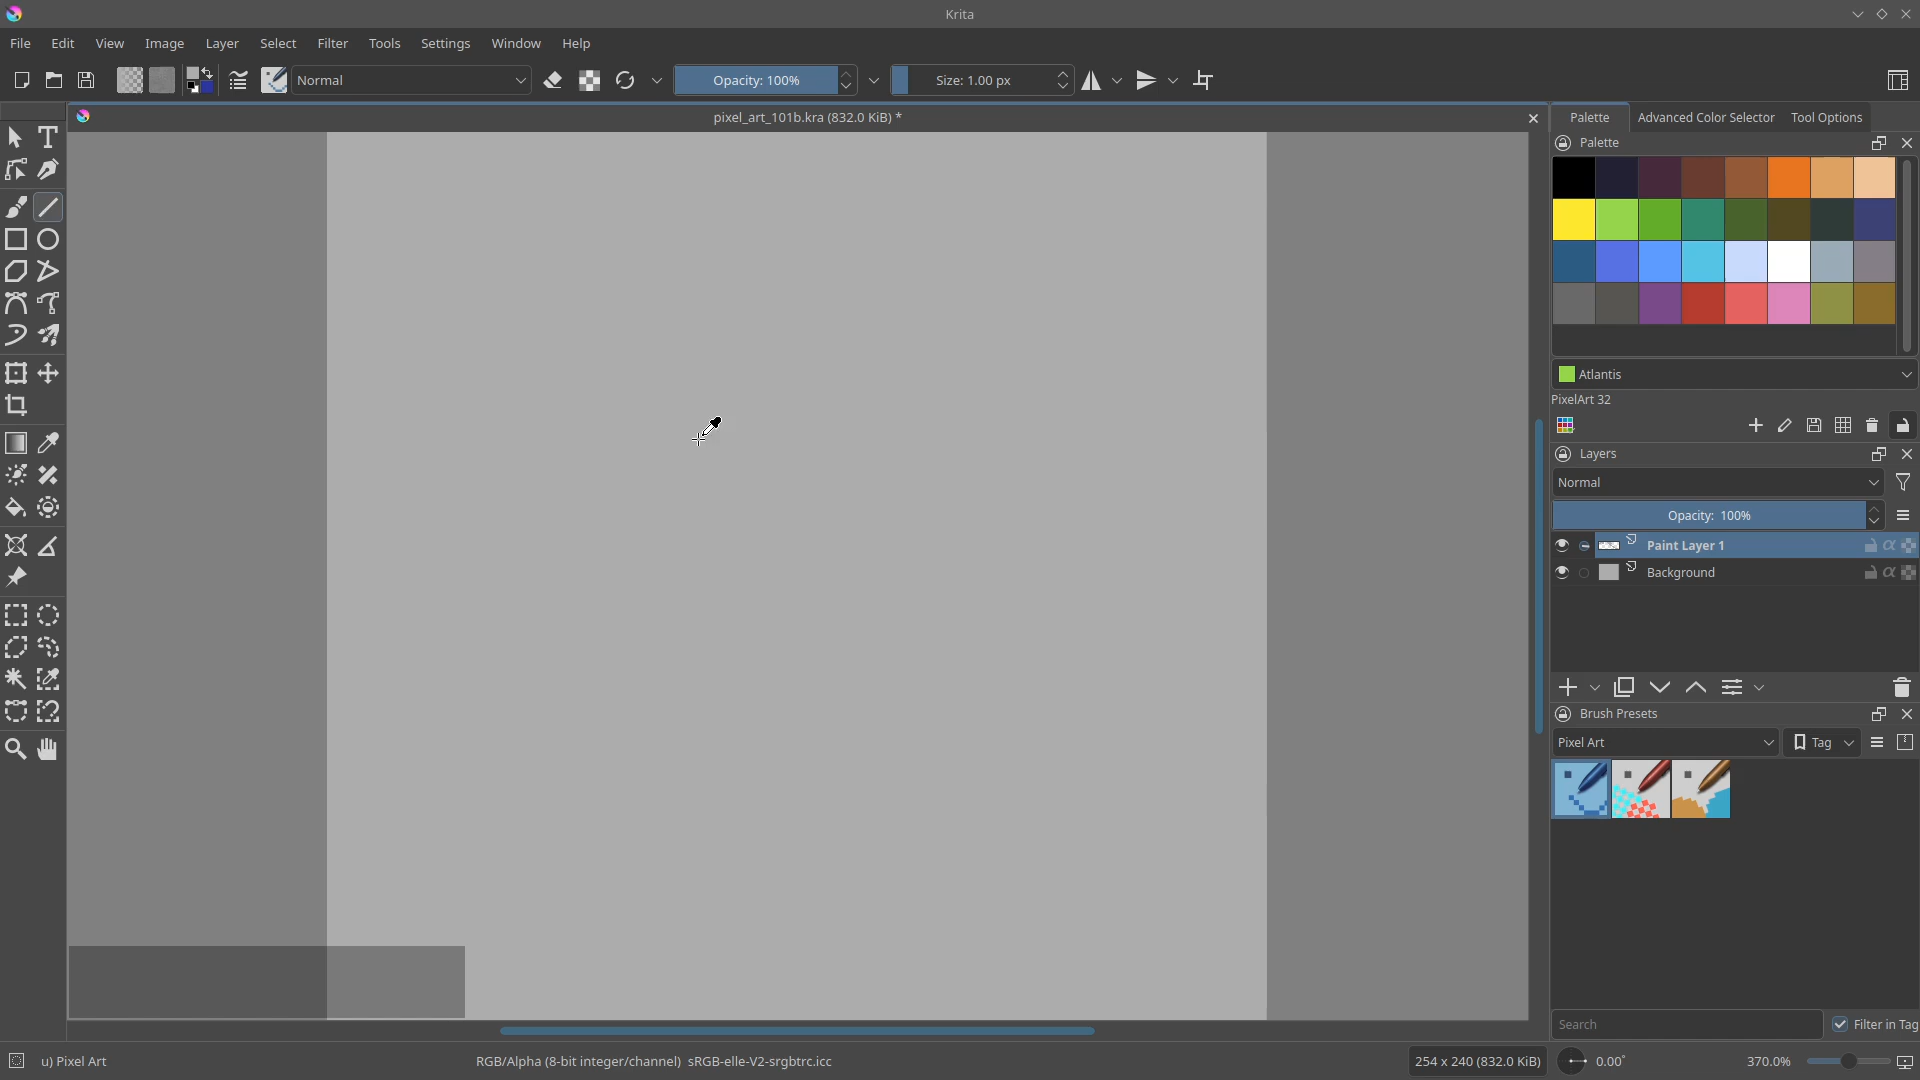 Krita
File Edit View Image Layer Select Filter Tools Settings Window Help
Normal Opacity: 100% Size: 1.00 px
pixel_art_101b.kra (832.0 KiB) *
Palette Advanced Color Selector Tool Options
Palette
Atlantis
PixelArt 32
Layers
Normal
Opacity: 100%
Paint Layer 1
Background
Brush Presets
Pixel Art Tag
Search Filter in Tag
u) Pixel Art RGB/Alpha (8-bit integer/channel) sRGB-elle-V2-srgbtrc.icc 254 x 240 (832.0 KiB) 0.00° 370.0%